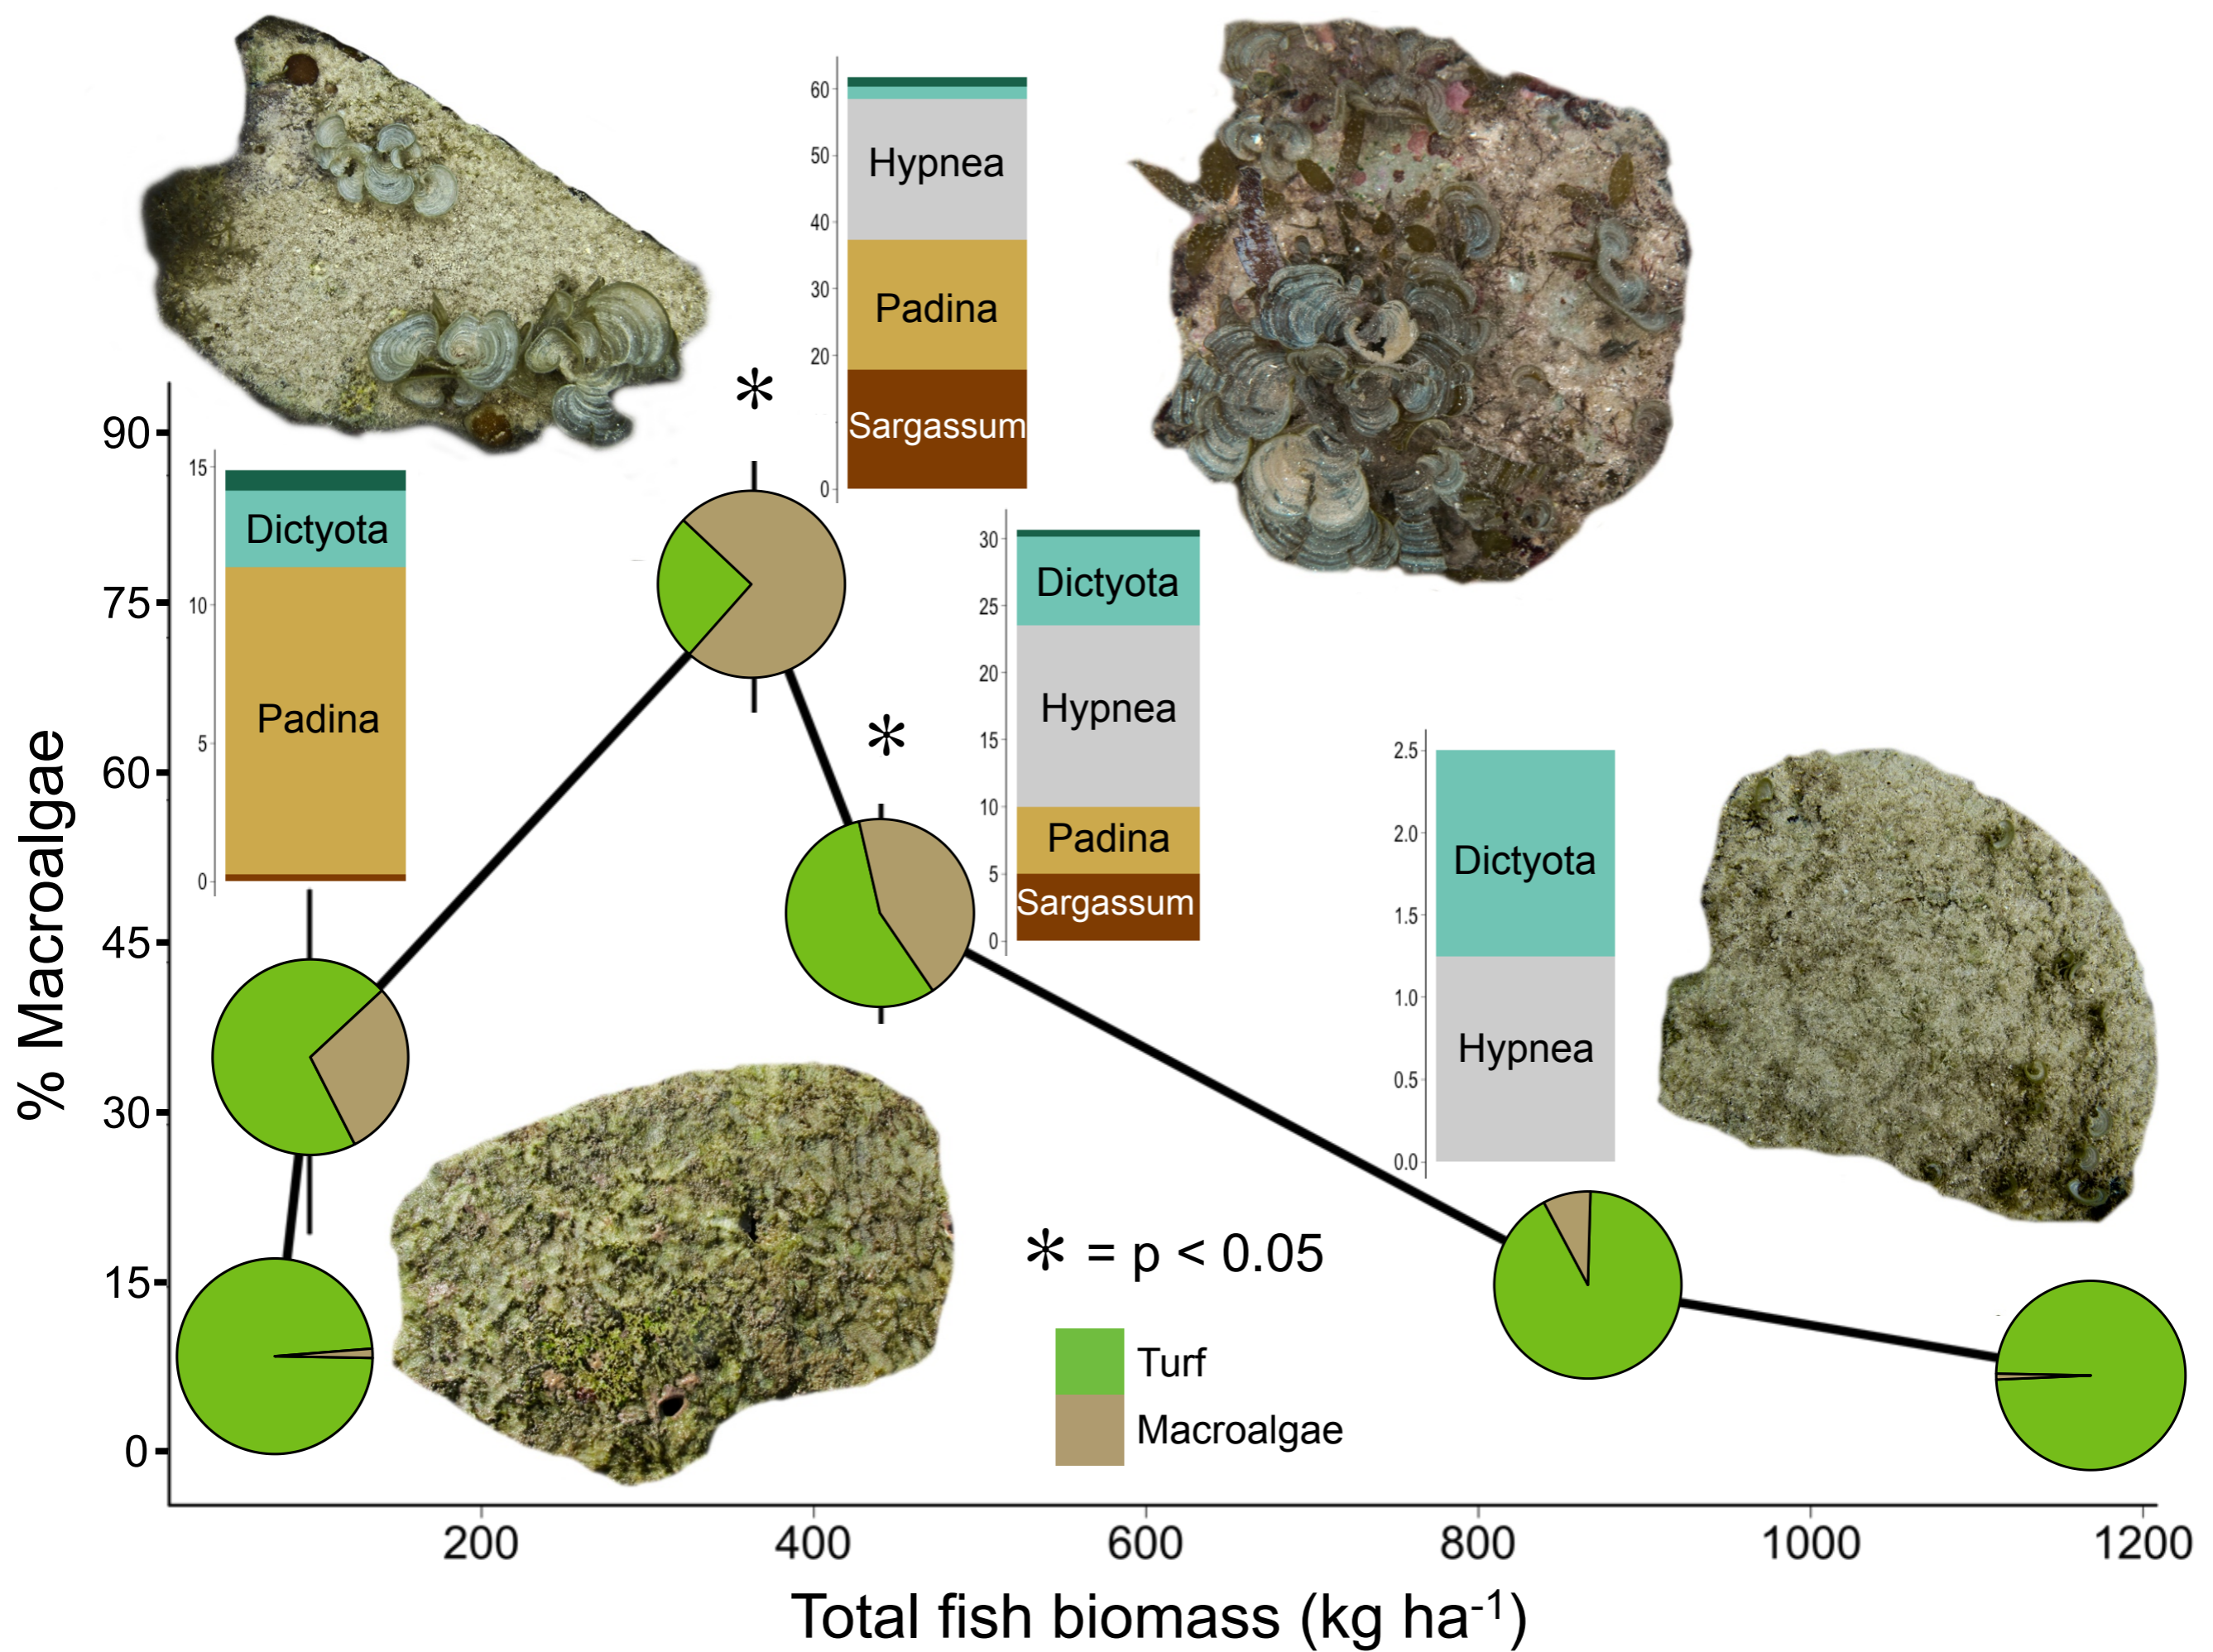 % Macroalgae
90
75
60
45
30
15
0
15
10
5
0
Dictyota
Padina
*
60
50
40
30
20
0
Hypnea
Padina
Sargassum
*
30
25
20
15
10
5
0
Dictyota
Hypnea
Padina
Sargassum
2.5
2.0
1.5
1.0
0.5
0.0
Dictyota
Hypnea
* = p < 0.05
Turf
Macroalgae
200 400 600 800 1000 1200
Total fish biomass (kg ha⁻¹)